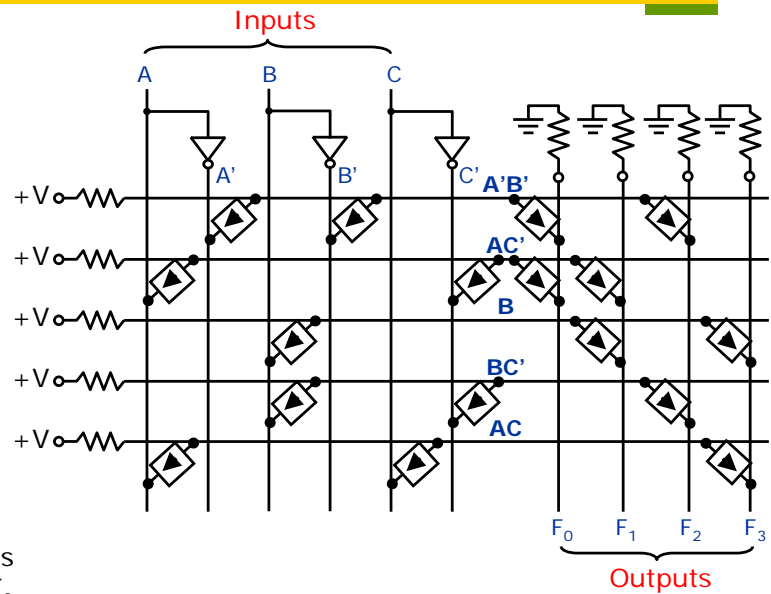 Inputs
A B C
A' B' C' A'B'
+V
AC'
+V
B
+V
BC'
+V
AC
+V
F0 F1 F2 F3
s
Outputs